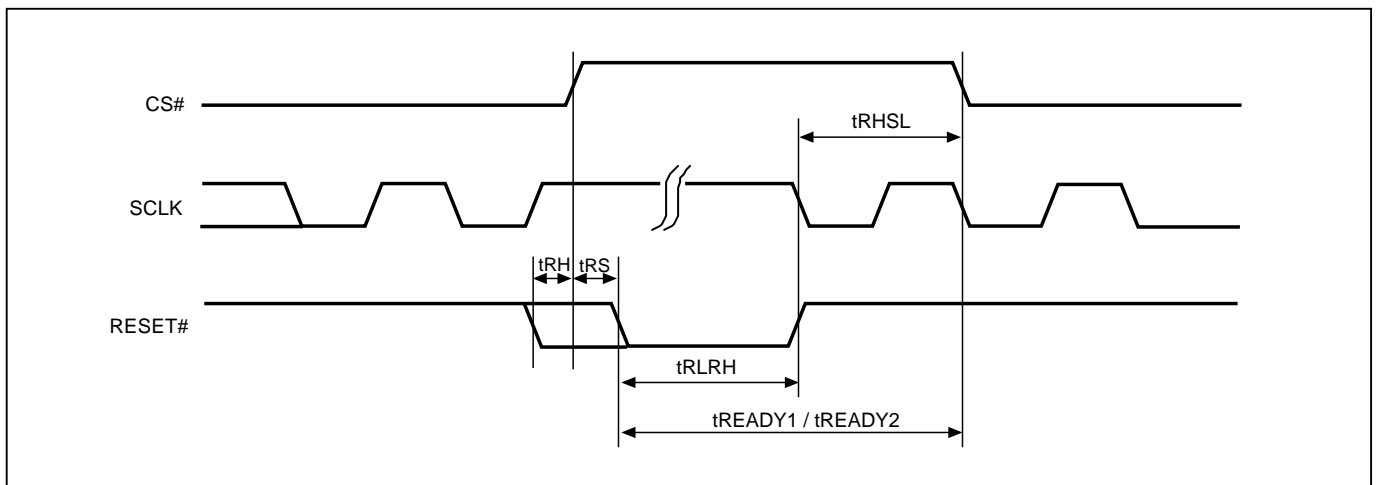 CS#
tRHSL
SCLK
tRH tRS
RESET#
tRLRH
tREADY1 / tREADY2